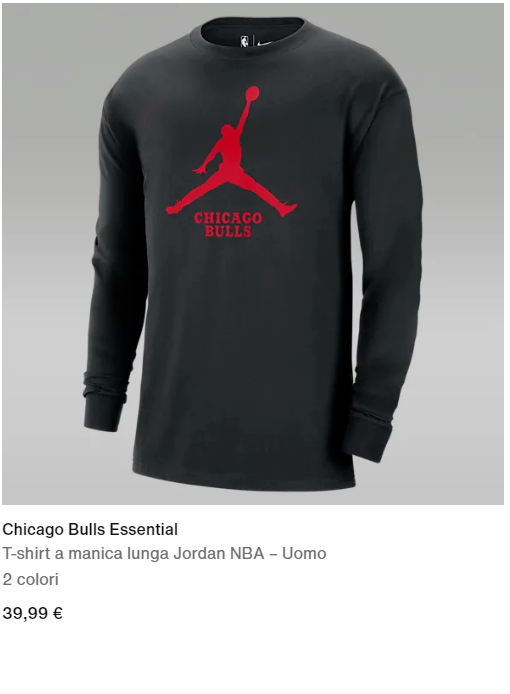 CHICAGO
BULLS
Chicago Bulls Essential
T-shirt a manica lunga Jordan NBA – Uomo
2 colori
39,99 €